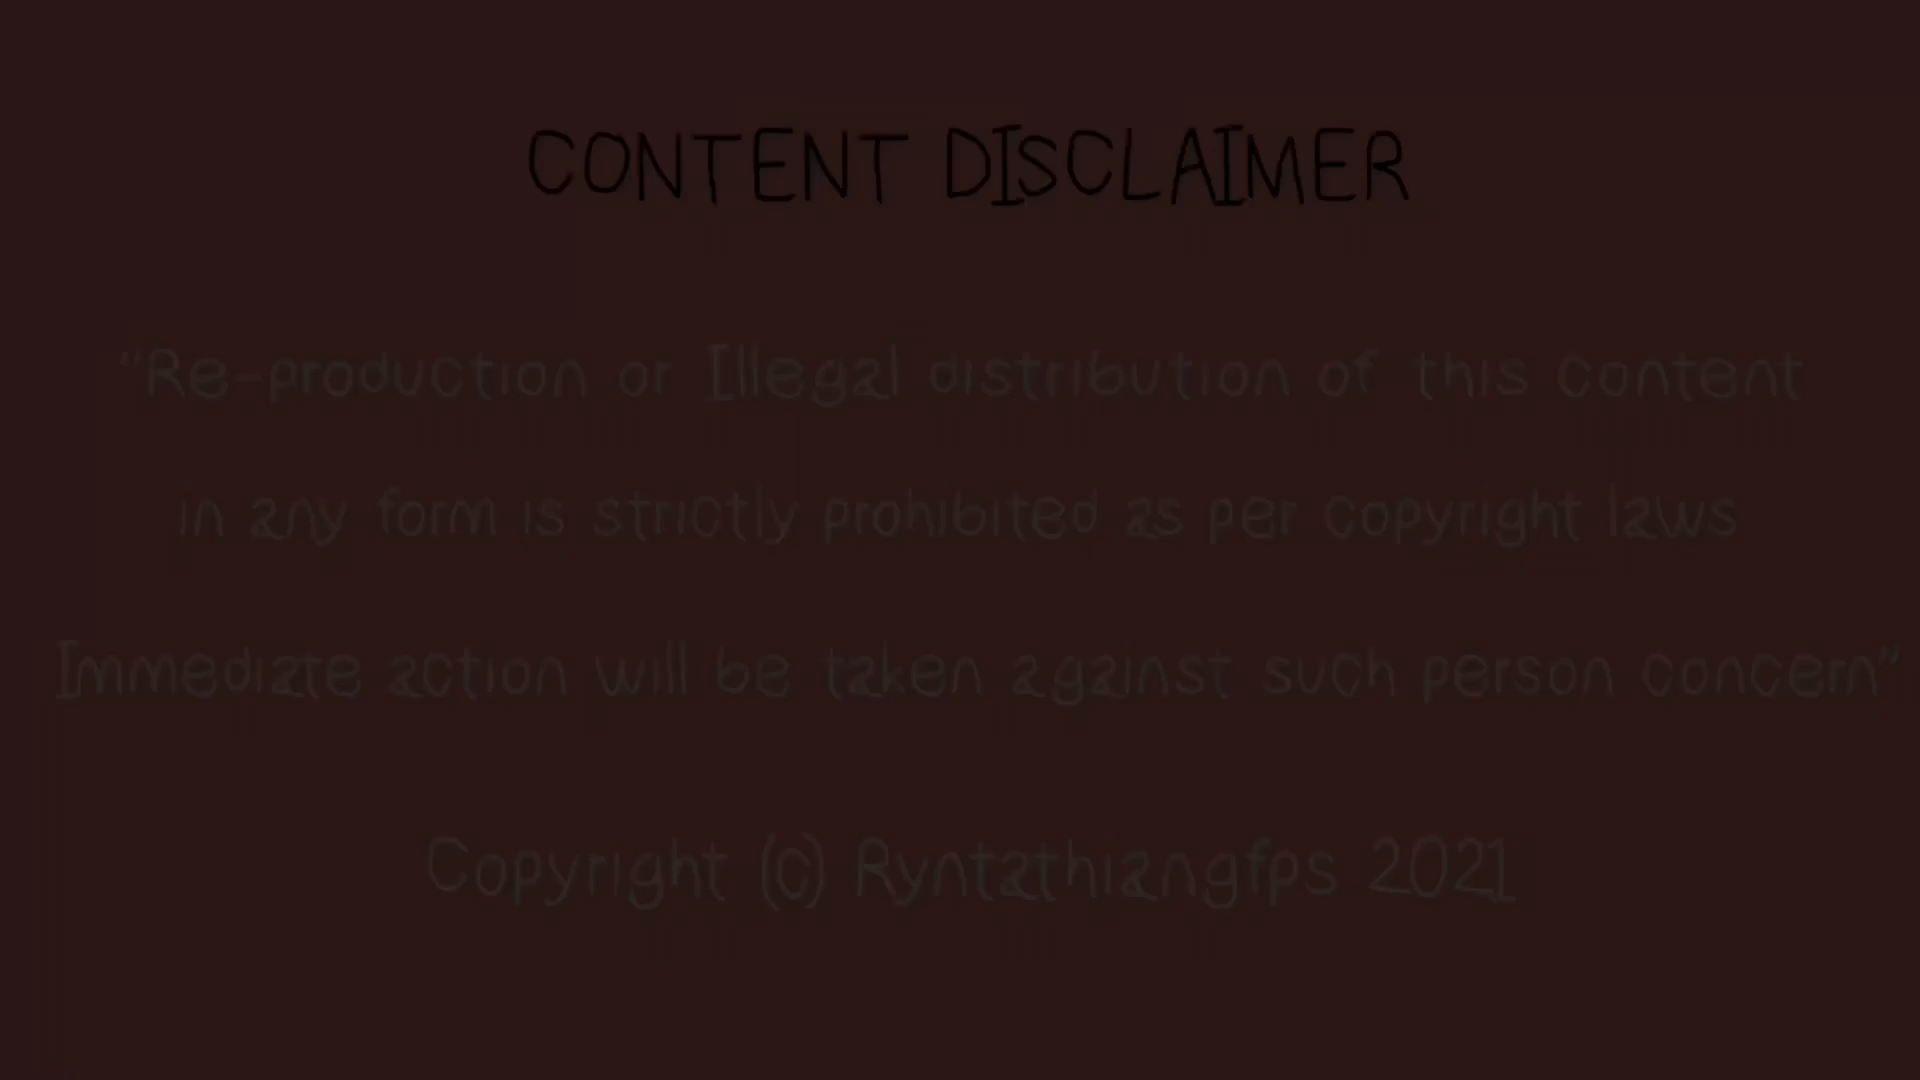 CONTENT DISCLAIMER
"Re-production or Illegal distribution of this content
in any form is strictly prohibited as per copyright laws
Immediate action will be taken against such person concern"
Copyright (c) Ryntathiangfps 2021